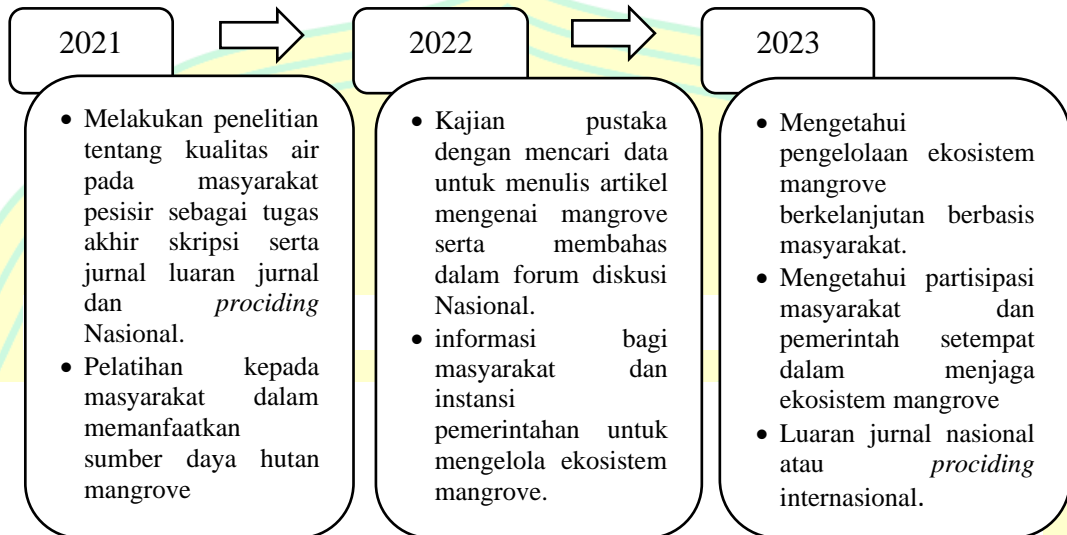 2021
• Melakukan penelitian
tentang kualitas air
pada masyarakat
pesisir sebagai tugas
akhir skripsi serta
jurnal luaran jurnal
dan prociding
Nasional.
• Pelatihan kepada
masyarakat dalam
memanfaatkan
sumber daya hutan
mangrove
2022
• Kajian pustaka
dengan mencari data
untuk menulis artikel
mengenai mangrove
serta membahas
dalam forum diskusi
Nasional.
• informasi bagi
masyarakat dan
instansi
pemerintahan untuk
mengelola ekosistem
mangrove.
2023
• Mengetahui
pengelolaan ekosistem
mangrove
berkelanjutan berbasis
masyarakat.
• Mengetahui partisipasi
masyarakat dan
pemerintah setempat
dalam menjaga
ekosistem mangrove
• Luaran jurnal nasional
atau prociding
internasional.